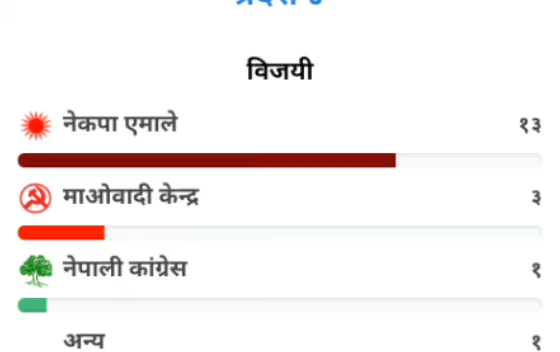 विजयी
नेकपा एमाले १३
माओवादी केन्द्र ३
नेपाली कांग्रेस १
अन्य १